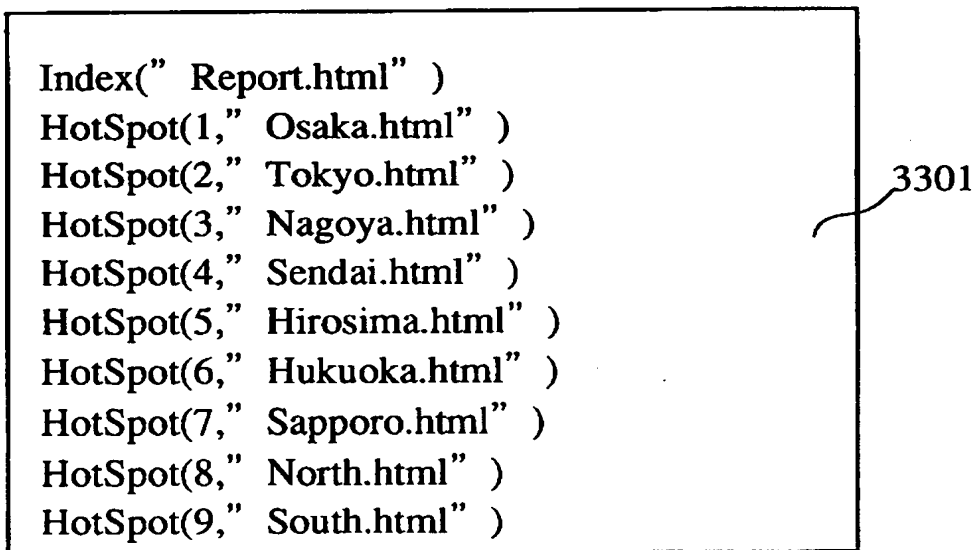 Index(” Report.html” )
HotSpot(1,” Osaka.html” )
HotSpot(2,” Tokyo.html” )
HotSpot(3,” Nagoya.html” )
HotSpot(4,” Sendai.html” )
HotSpot(5,” Hirosima.html” )
HotSpot(6,” Hukuoka.html” )
HotSpot(7,” Sapporo.html” )
HotSpot(8,” North.html” )
HotSpot(9,” South.html” )
3301